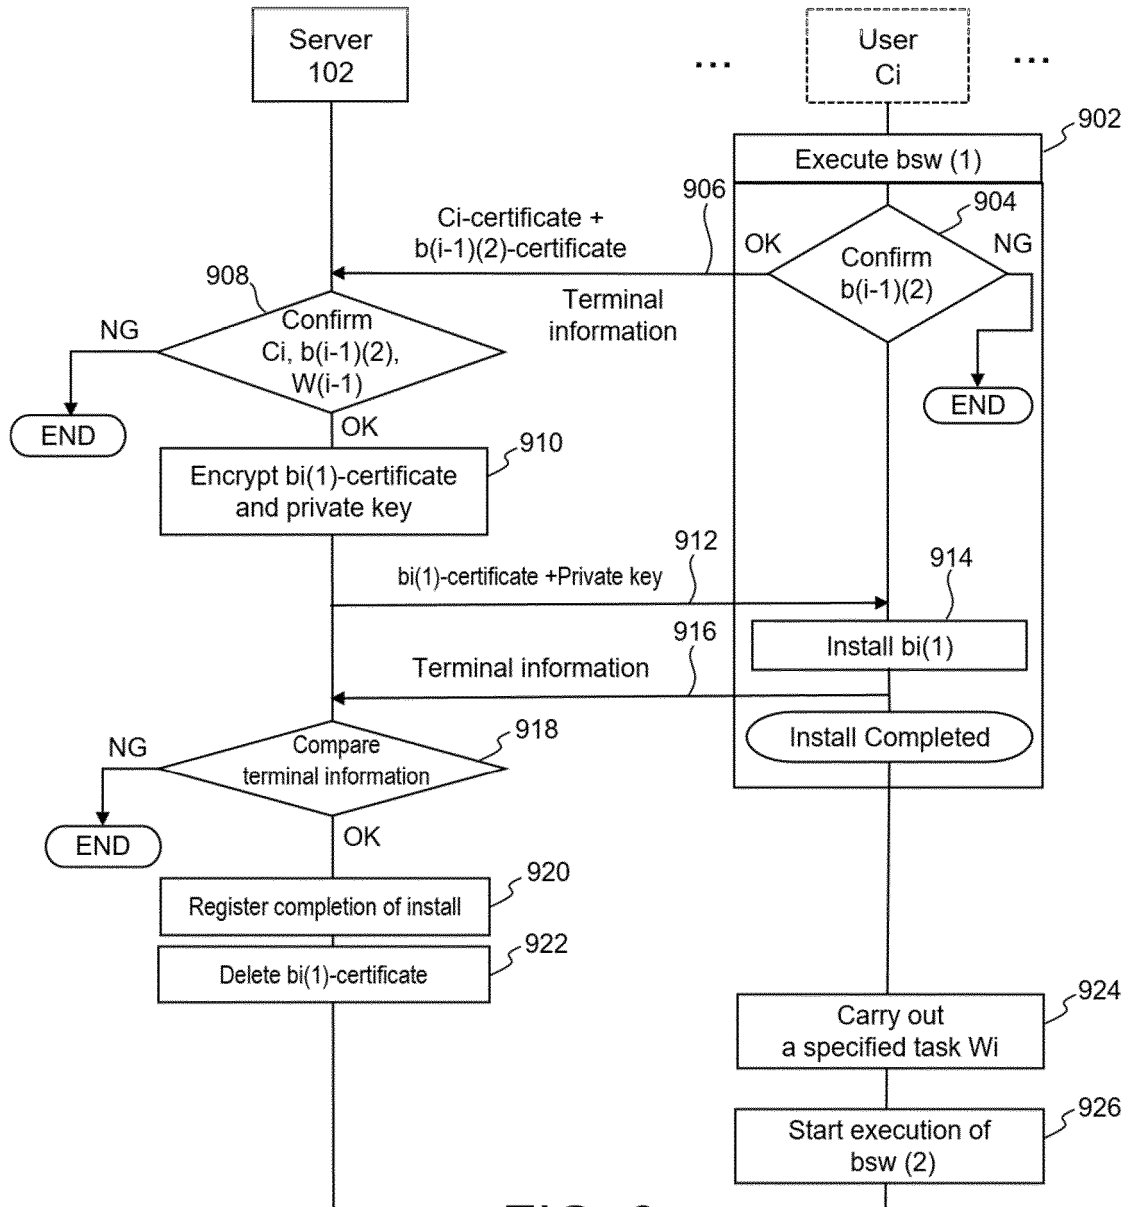 Server
102
...
User
Ci
...
902
Execute bsw (1)
906
904
Ci-certificate +
b(i-1)(2)-certificate
OK
NG
Confirm
b(i-1)(2)
908
Terminal
information
NG
Confirm
Ci, b(i-1)(2),
W(i-1)
END
END
OK
910
Encrypt bi(1)-certificate
and private key
912
bi(1)-certificate +Private key
914
916
Install bi(1)
Terminal information
918
Install Completed
NG
Compare
terminal information
END
OK
920
Register completion of install
922
Delete bi(1)-certificate
924
Carry out
a specified task Wi
926
Start execution of
bsw (2)